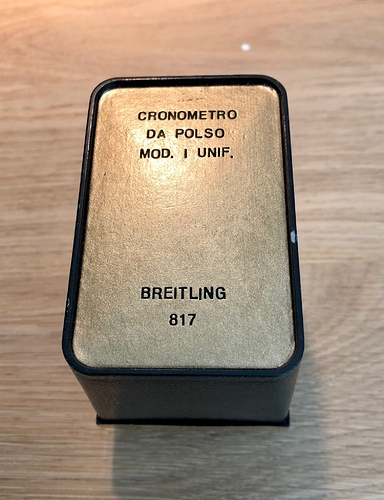 CRONOMETRO
DA POLSO
MOD. I UNIF.
BREITLING
817